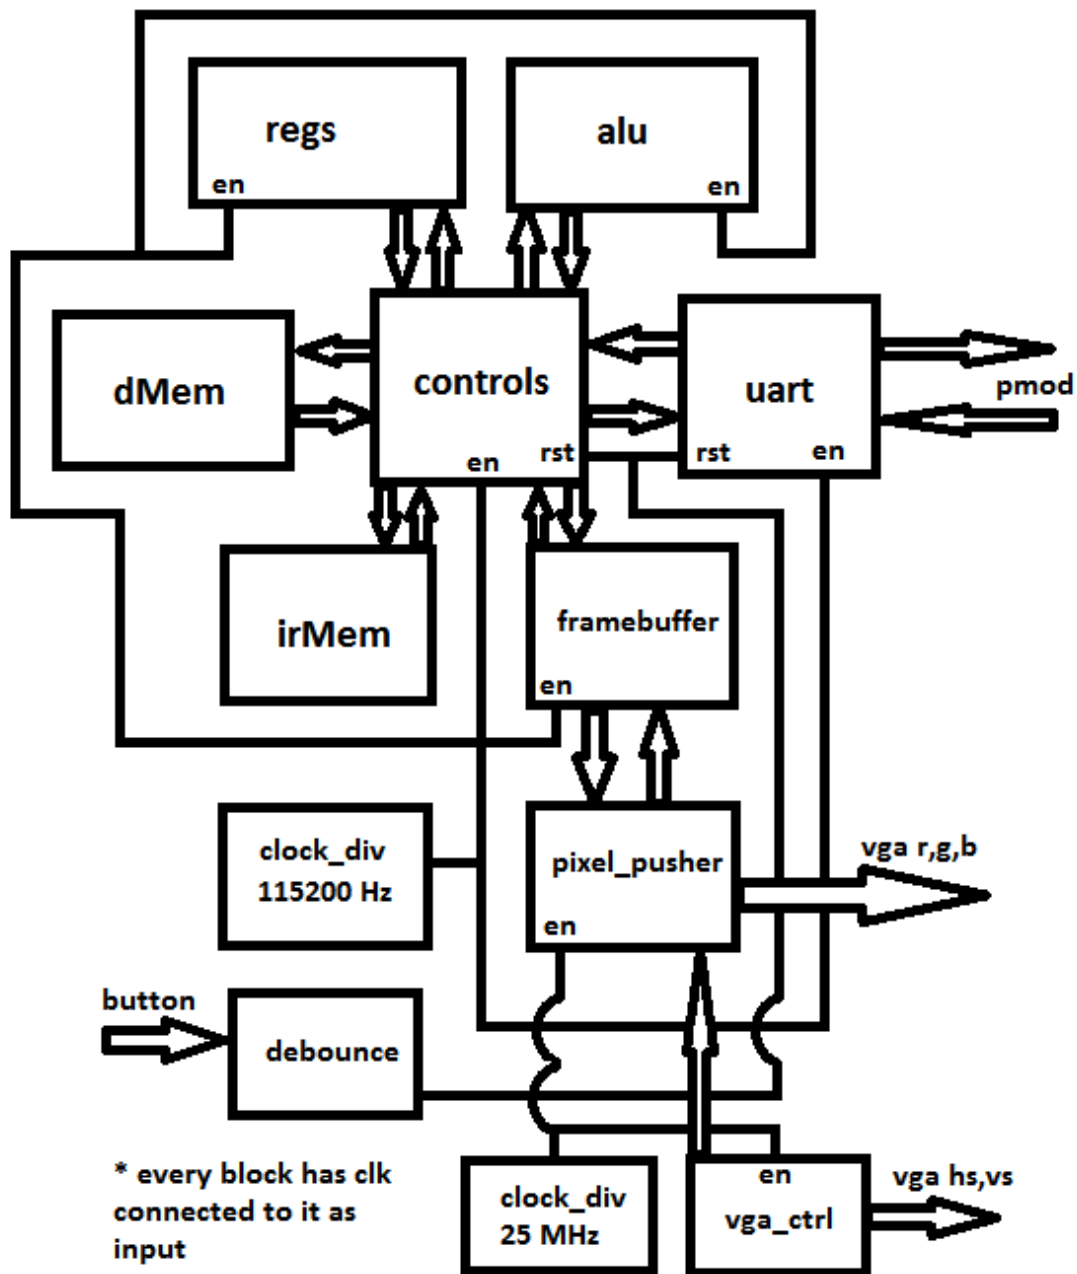 regs
en
alu
en
dMem
controls
en
rst
uart
rst
en
pmod
irMem
framebuffer
en
clock_div
115200 Hz
pixel_pusher
en
vga r,g,b
button
debounce
* every block has clk
connected to it as
input
clock_div
25 MHz
en
vga_ctrl
vga hs,vs